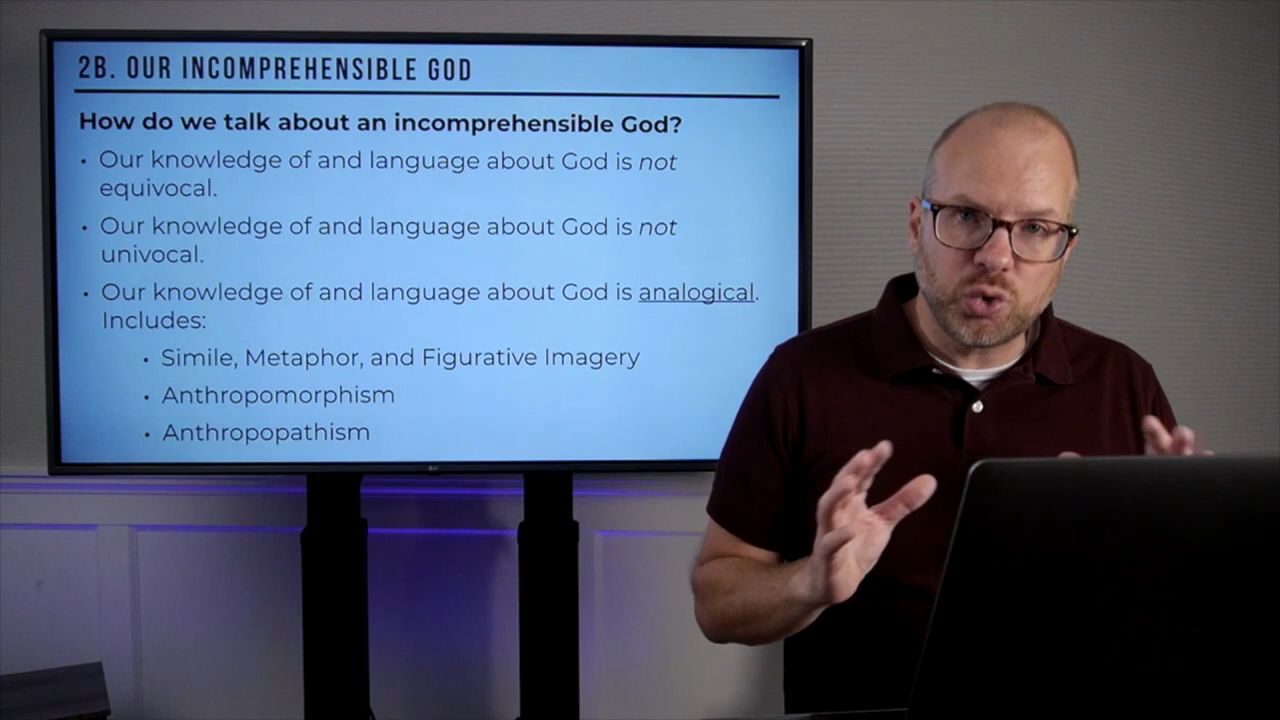 2B. OUR INCOMPREHENSIBLE GOD
How do we talk about an incomprehensible God?
• Our knowledge of and language about God is not
equivocal.
• Our knowledge of and language about God is not
univocal.
• Our knowledge of and language about God is analogical.
Includes:
• Simile, Metaphor, and Figurative Imagery
• Anthropomorphism
• Anthropopathism
LG